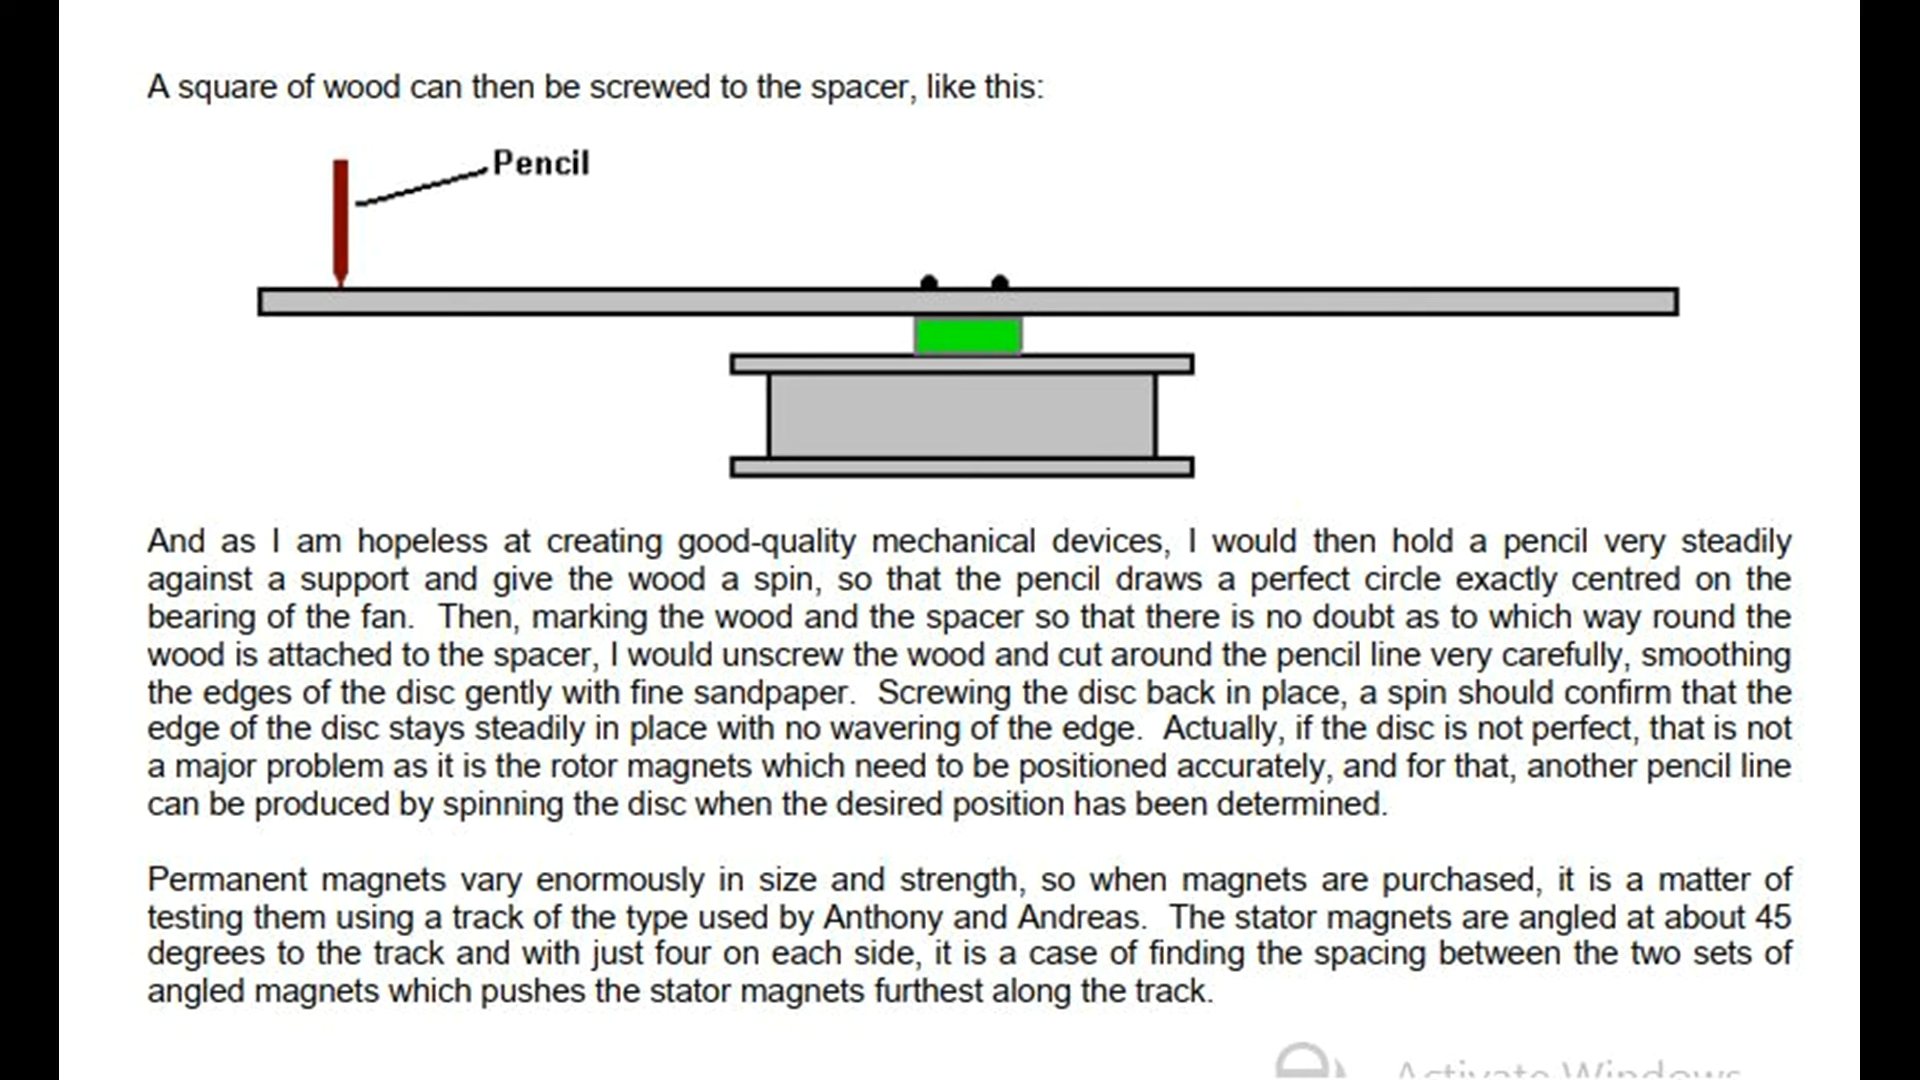 A square of wood can then be screwed to the spacer, like this:
Pencil
And as I am hopeless at creating good-quality mechanical devices, I would then hold a pencil very steadily
against a support and give the wood a spin, so that the pencil draws a perfect circle exactly centred on the
bearing of the fan. Then, marking the wood and the spacer so that there is no doubt as to which way round the
wood is attached to the spacer, I would unscrew the wood and cut around the pencil line very carefully, smoothing
the edges of the disc gently with fine sandpaper. Screwing the disc back in place, a spin should confirm that the
edge of the disc stays steadily in place with no wavering of the edge. Actually, if the disc is not perfect, that is not
a major problem as it is the rotor magnets which need to be positioned accurately, and for that, another pencil line
can be produced by spinning the disc when the desired position has been determined.
Permanent magnets vary enormously in size and strength, so when magnets are purchased, it is a matter of
testing them using a track of the type used by Anthony and Andreas. The stator magnets are angled at about 45
degrees to the track and with just four on each side, it is a case of finding the spacing between the two sets of
angled magnets which pushes the stator magnets furthest along the track.
Activate Windows